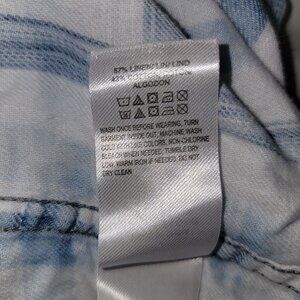 57% LINEN/ LIN/ LINO
43% COTTON/ COTON/
ALGODON
WASH ONCE BEFORE WEARING, TURN
GARMENT INSIDE OUT, MACHINE WASH
COLD WITH LIKE COLORS, NON-CHLORINE
BLEACH WHEN NEEDED, TUMBLE DRY
LOW, WARM IRON IF NEEDED, DO NOT
DRY CLEAN